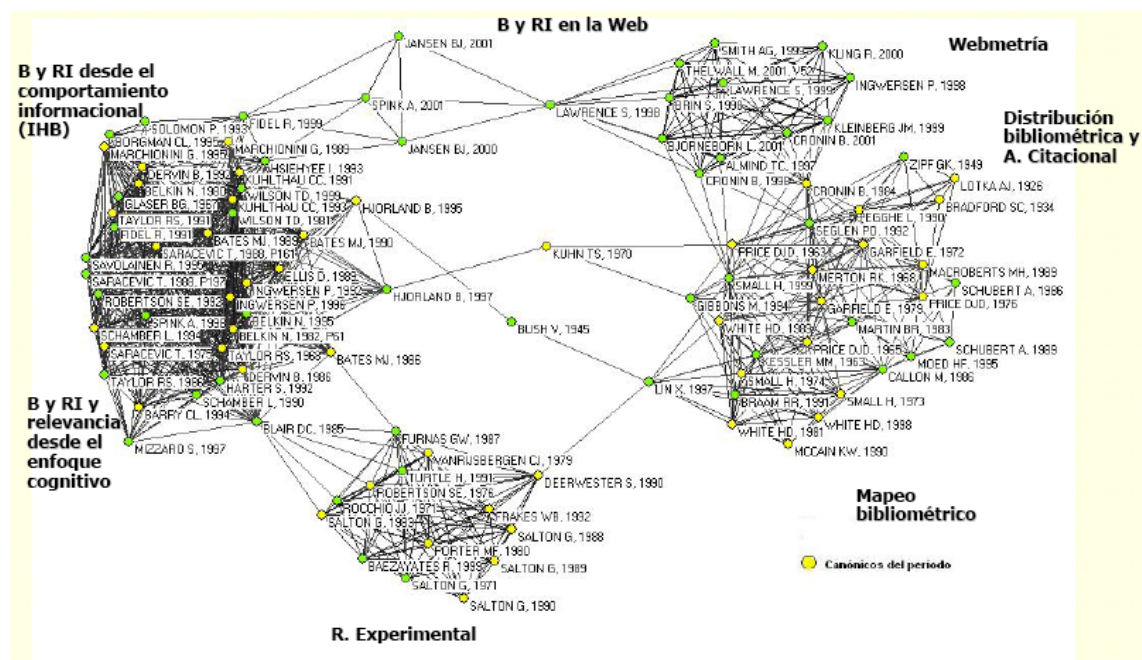 B y RI en la Web
JANSEN BJ, 2001
SMITH AG, 1999
KLING R, 2000
Webmetría
B y RI desde el
comportamiento
informacional
(IHB)
THELWALL M, 2001, V52
LAWRENCE S, 1999
INGWERSEN P, 1998
SPINK A, 2001
LAWRENCE S, 1998
BRIN S, 1998
SOLOMON P, 1993
FIDEL R, 1999
KLEINBERG JM, 1999
Distribución
bibliométrica y
A. Citacional
BORGMAN CL, 1995
MARCHIONINI G, 1989
JANSEN BJ, 2000
BJORNEBORN L, 2001
CRONIN B, 2001
MARCHIONINI G, 1995
AHSIEHYEE I, 1993
ALMIND TC, 1997
ZIPF GK, 1949
DERVIN B, 1992
KUHLTHAU CC, 1991
CRONIN B, 1998
CRONIN B, 1984
LOTKA AJ, 1926
BELKIN N, 1980
WILSON TD, 1999
GLASER BG, 1967
KUHLTHAU CC, 1993
HJORLAND B, 1995
BRADFORD SC, 1934
TAYLOR RS, 1991
WILSON TD, 1981
EGGHE L, 1990
FIDEL R, 1991
SEGLEN PO, 1992
BATES MJ, 1989
BATES MJ, 1990
SARACEVIC T, 1988, P161
KUHN TS, 1970
PRICE DJD, 1963
GARFIELD E, 1972
SAVOLAINEN R, 1995
ELLIS D, 1989
MERTON RK, 1968
MACROBERTS MH, 1989
SARACEVIC T, 1988, P197
INGWERSEN P, 1992
SMALL H, 1999
SCHUBERT A, 1986
ROBERTSON SE, 1992
INGWERSEN P, 1996
HJORLAND B, 1997
GIBBONS M, 1994
GARFIELD E, 1979
PRICE DJD, 1976
SPINK A, 1998
BELKIN N, 1995
BUSH V, 1945
WHITE HD, 1989
MARTIN BR, 1983
SCHAMBER L, 1994
BELKIN N, 1982, P61
PRICE DJD, 1965
SCHUBERT A, 1989
SARACEVIC T, 1975
TAYLOR RS, 1968
BATES MJ, 1986
KESSLER MM, 1963
MOED HF, 1995
TAYLOR RS, 1986
DERVIN B, 1986
SMALL H, 1974
CALLON M, 1986
HARTER S, 1992
LIN X, 1997
B y RI y
relevancia
desde el
enfoque
cognitivo
SCHAMBER L, 1990
BRAAM RR, 1991
SMALL H, 1973
BARRY CL, 1994
BLAIR DC, 1985
WHITE HD, 1981
WHITE HD, 1998
MIZZARO S, 1997
FURNAS GW, 1987
MCCAIN KW, 1990
VANRIJSBERGEN CJ, 1979
TURTLE H, 1991
DEERWESTER S, 1990
ROBERTSON SE, 1976
Mapeo
bibliométrico
ROCCHIO JJ, 1971
SALTON G, 1983
FRAKES WB, 1992
SALTON G, 1988
PORTER MF, 1980
BAEZAYATES R, 1999
SALTON G, 1989
Canónicos del período
SALTON G, 1971
SALTON G, 1990
R. Experimental